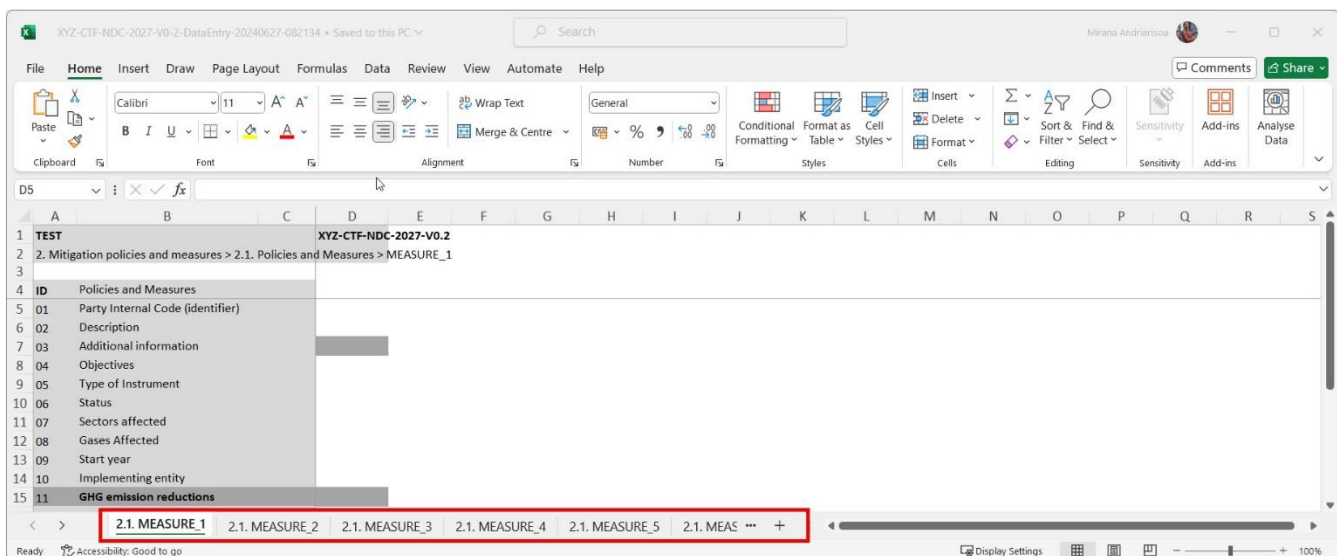 XYZ-CTF-NDC-2027-V0-2-DataEntry-20240627-082134 • Saved to this PC
Search
Mirana Andriansoa
File Home Insert Draw Page Layout Formulas Data Review View Automate Help
Comments Share
Paste
Calibri 11 A A
B I U A
Wrap Text
Merge & Centre
General
% 9
Conditional Formatting
Format as Table
Cell Styles
Insert
Delete
Format
Sort & Filter
Find & Select
Sensitivity
Add-ins
Analyse Data
Clipboard Font Alignment Number Styles Cells Editing Sensitivity Add-ins
D5 fx
A B C D E F G H I J K L M N O P Q R S
1 TEST XYZ-CTF-NDC-2027-V0.2
2 2. Mitigation policies and measures > 2.1. Policies and Measures > MEASURE_1
3
4 ID Policies and Measures
5 01 Party Internal Code (identifier)
6 02 Description
7 03 Additional information
8 04 Objectives
9 05 Type of Instrument
10 06 Status
11 07 Sectors affected
12 08 Gases Affected
13 09 Start year
14 10 Implementing entity
15 11 GHG emission reductions
2.1. MEASURE_1 2.1. MEASURE_2 2.1. MEASURE_3 2.1. MEASURE_4 2.1. MEASURE_5 2.1. MEAS ••• +
Ready Accessibility: Good to go Display Settings 100%